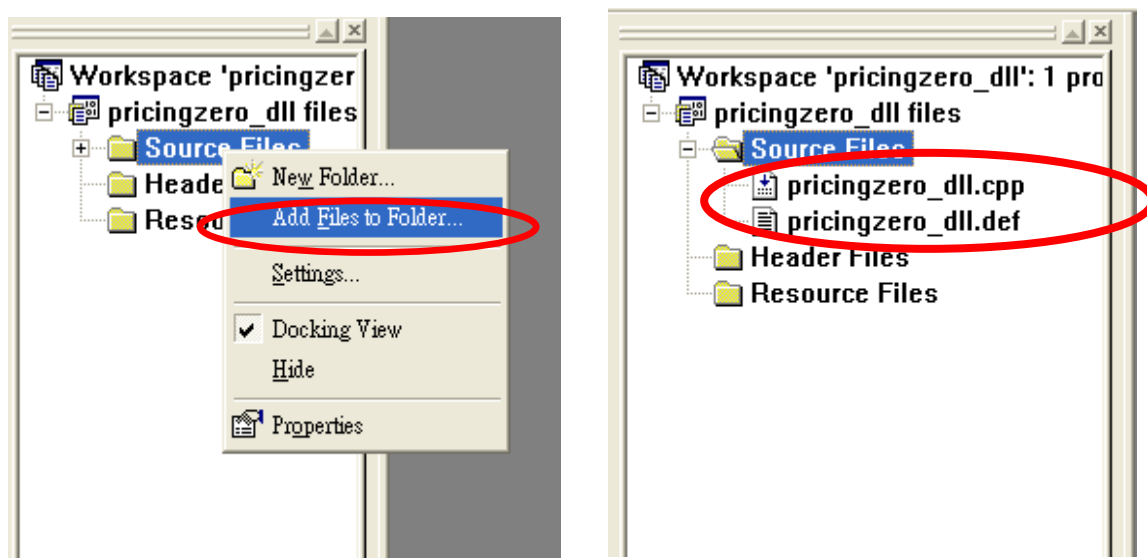 Workspace 'pricingzer
pricingzero_dll files
Source Files
Heade
Resou
New Folder...
Add Files to Folder...
Settings...
Docking View
Hide
Properties
Workspace 'pricingzero_dll': 1 pro
pricingzero_dll files
Source Files
pricingzero_dll.cpp
pricingzero_dll.def
Header Files
Resource Files